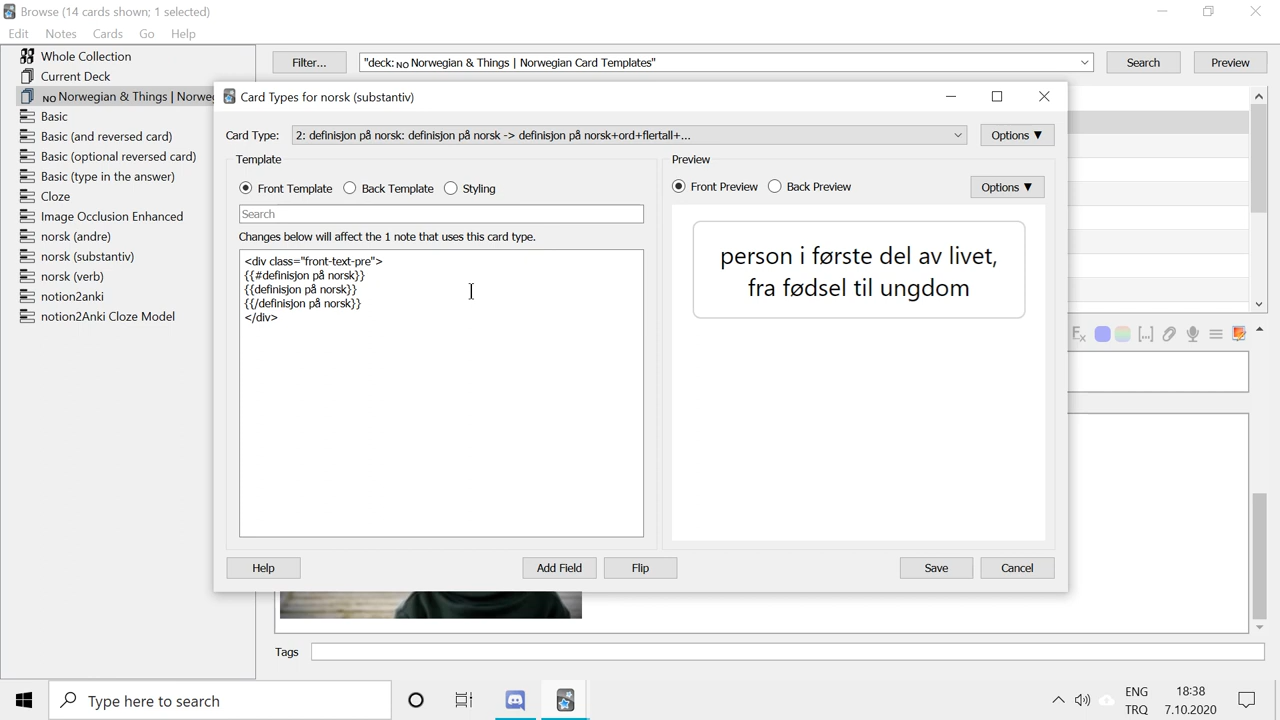 Browse (14 cards shown; 1 selected)
Edit Notes Cards Go Help
Whole Collection
Current Deck
NO Norwegian & Things | Norweg
Basic
Basic (and reversed card)
Basic (optional reversed card)
Basic (type in the answer)
Cloze
Image Occlusion Enhanced
norsk (andre)
norsk (substantiv)
norsk (verb)
notion2anki
notion2Anki Cloze Model
Filter...
"deck:NO Norwegian & Things | Norwegian Card Templates"
Search
Preview
Card Types for norsk (substantiv)
Card Type:
2: definisjon på norsk: definisjon på norsk -> definisjon på norsk+ord+flertall+...
Options ▼
Template
Front Template
Back Template
Styling
Search
Changes below will affect the 1 note that uses this card type.
<div class="front-text-pre">
{{#definisjon på norsk}}
{{definisjon på norsk}}
{{/definisjon på norsk}}
</div>
Preview
Front Preview
Back Preview
Options ▼
person i første del av livet,
fra fødsel til ungdom
Help
Add Field
Flip
Save
Cancel
Ex
[...]
Tags
Type here to search
ENG
TRQ
18:38
7.10.2020